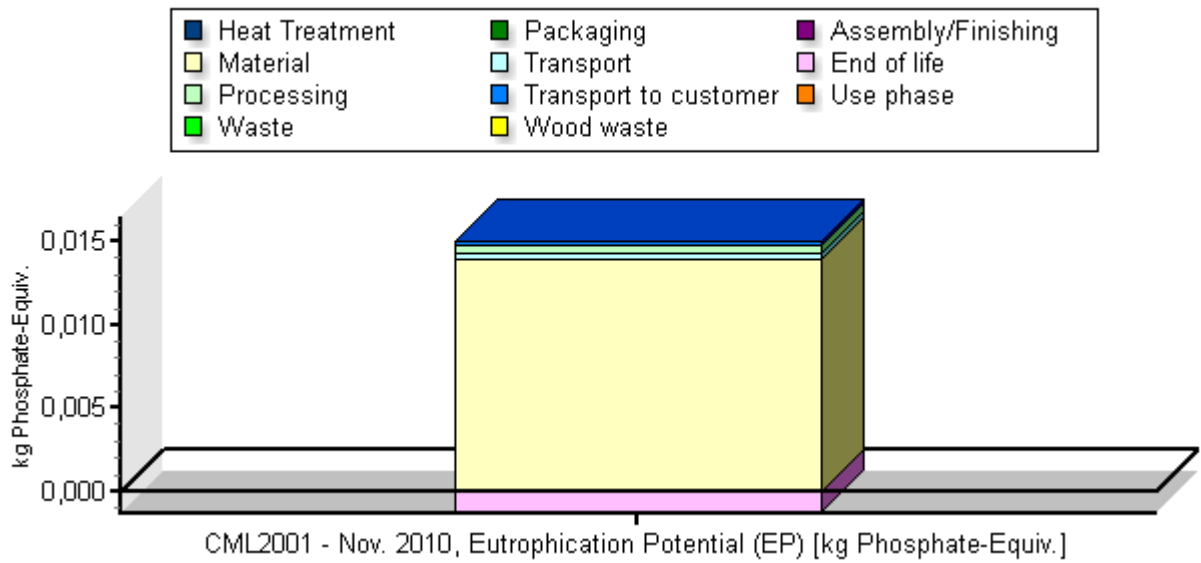 Heat Treatment Packaging Assembly/Finishing
Material Transport End of life
Processing Transport to customer Use phase
Waste Wood waste
kg Phosphate-Equiv.
0,015
0,010
0,005
0,000
CML2001 - Nov. 2010, Eutrophication Potential (EP) [kg Phosphate-Equiv.]